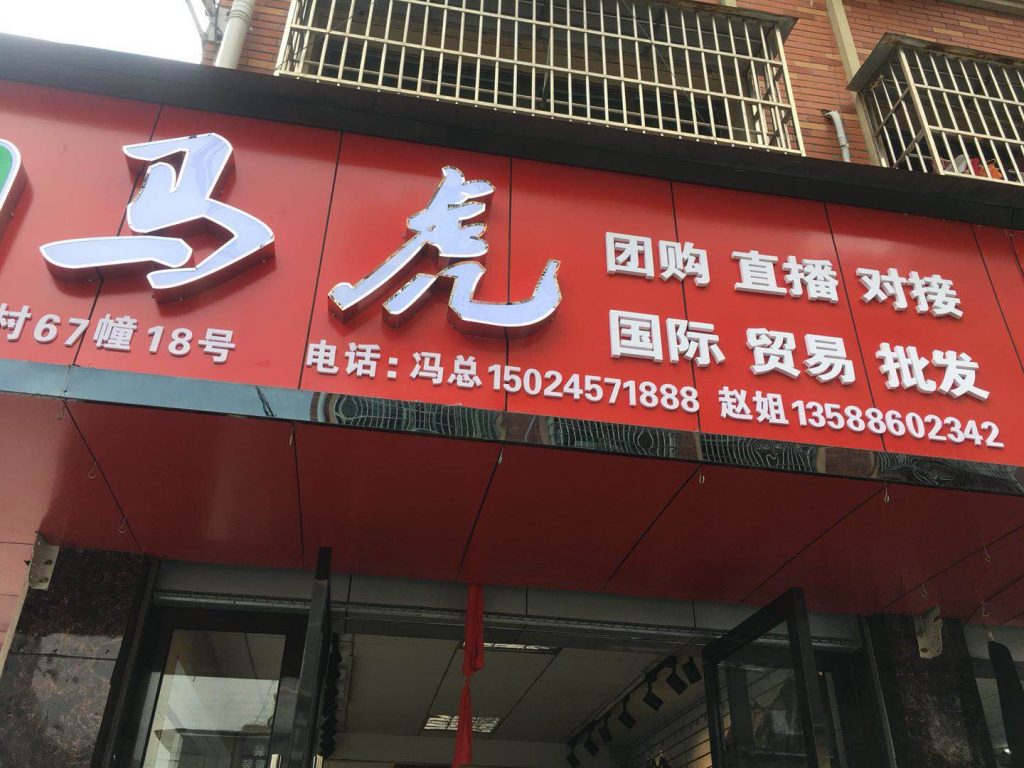 马虎
团购 直播 对接
国际 贸易 批发
村67幢18号
电话：冯总15024571888 赵姐13588602342